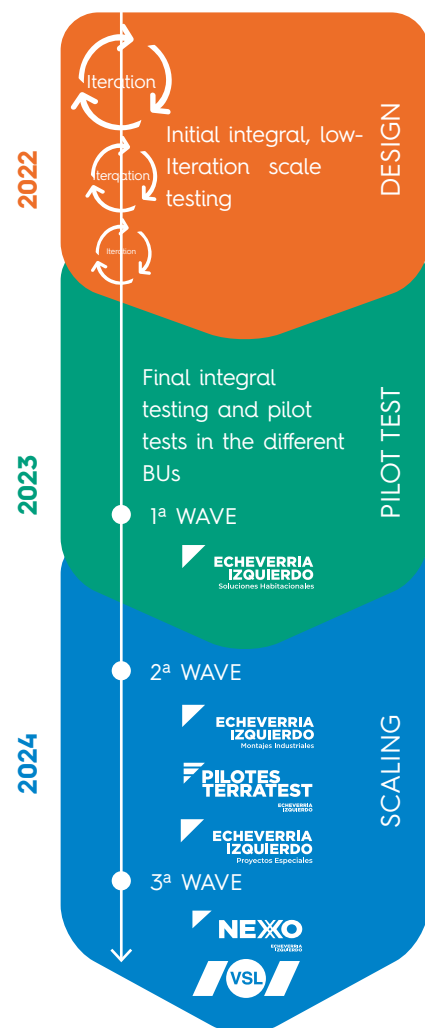 2022
Iteration
Iterqation
Iteration
Initial integral, low-
Iteration scale
testing
DESIGN
2023
Final integral
testing and pilot
tests in the different
BUs
PILOT TEST
1ª WAVE
ECHEVERRIA
IZQUIERDO
Soluciones Habitacionales
2024
2ª WAVE
ECHEVERRIA
IZQUIERDO
Montajes Industriales
PILOTES
TERRATEST
ECHEVERRIA
IZQUIERDO
ECHEVERRIA
IZQUIERDO
Proyectos Especiales
SCALING
3ª WAVE
NEXXO
ECHEVERRIA
IZQUIERDO
VSL